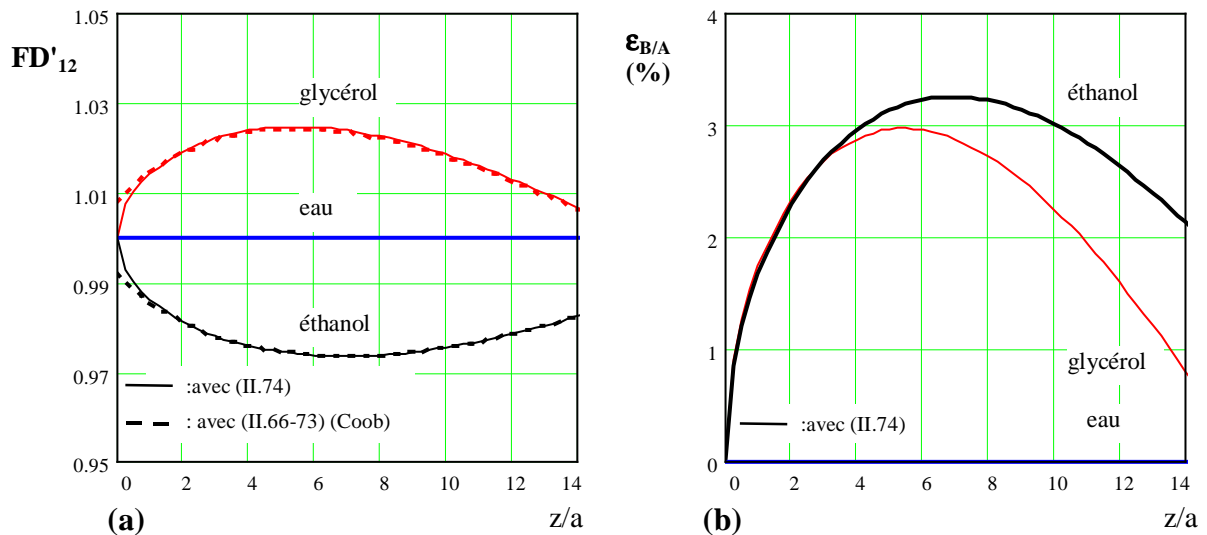 1.05
FD'12
1.03
1.01
0.99
0.97
0.95
glycérol
eau
éthanol
:avec (II.74)
: avec (II.66-73) (Coob)
0 2 4 6 8 10 12 14
(a)
z/a
4
εB/A
(%)
3
2
1
0
éthanol
glycérol
eau
:avec (II.74)
0 2 4 6 8 10 12 14
(b)
z/a